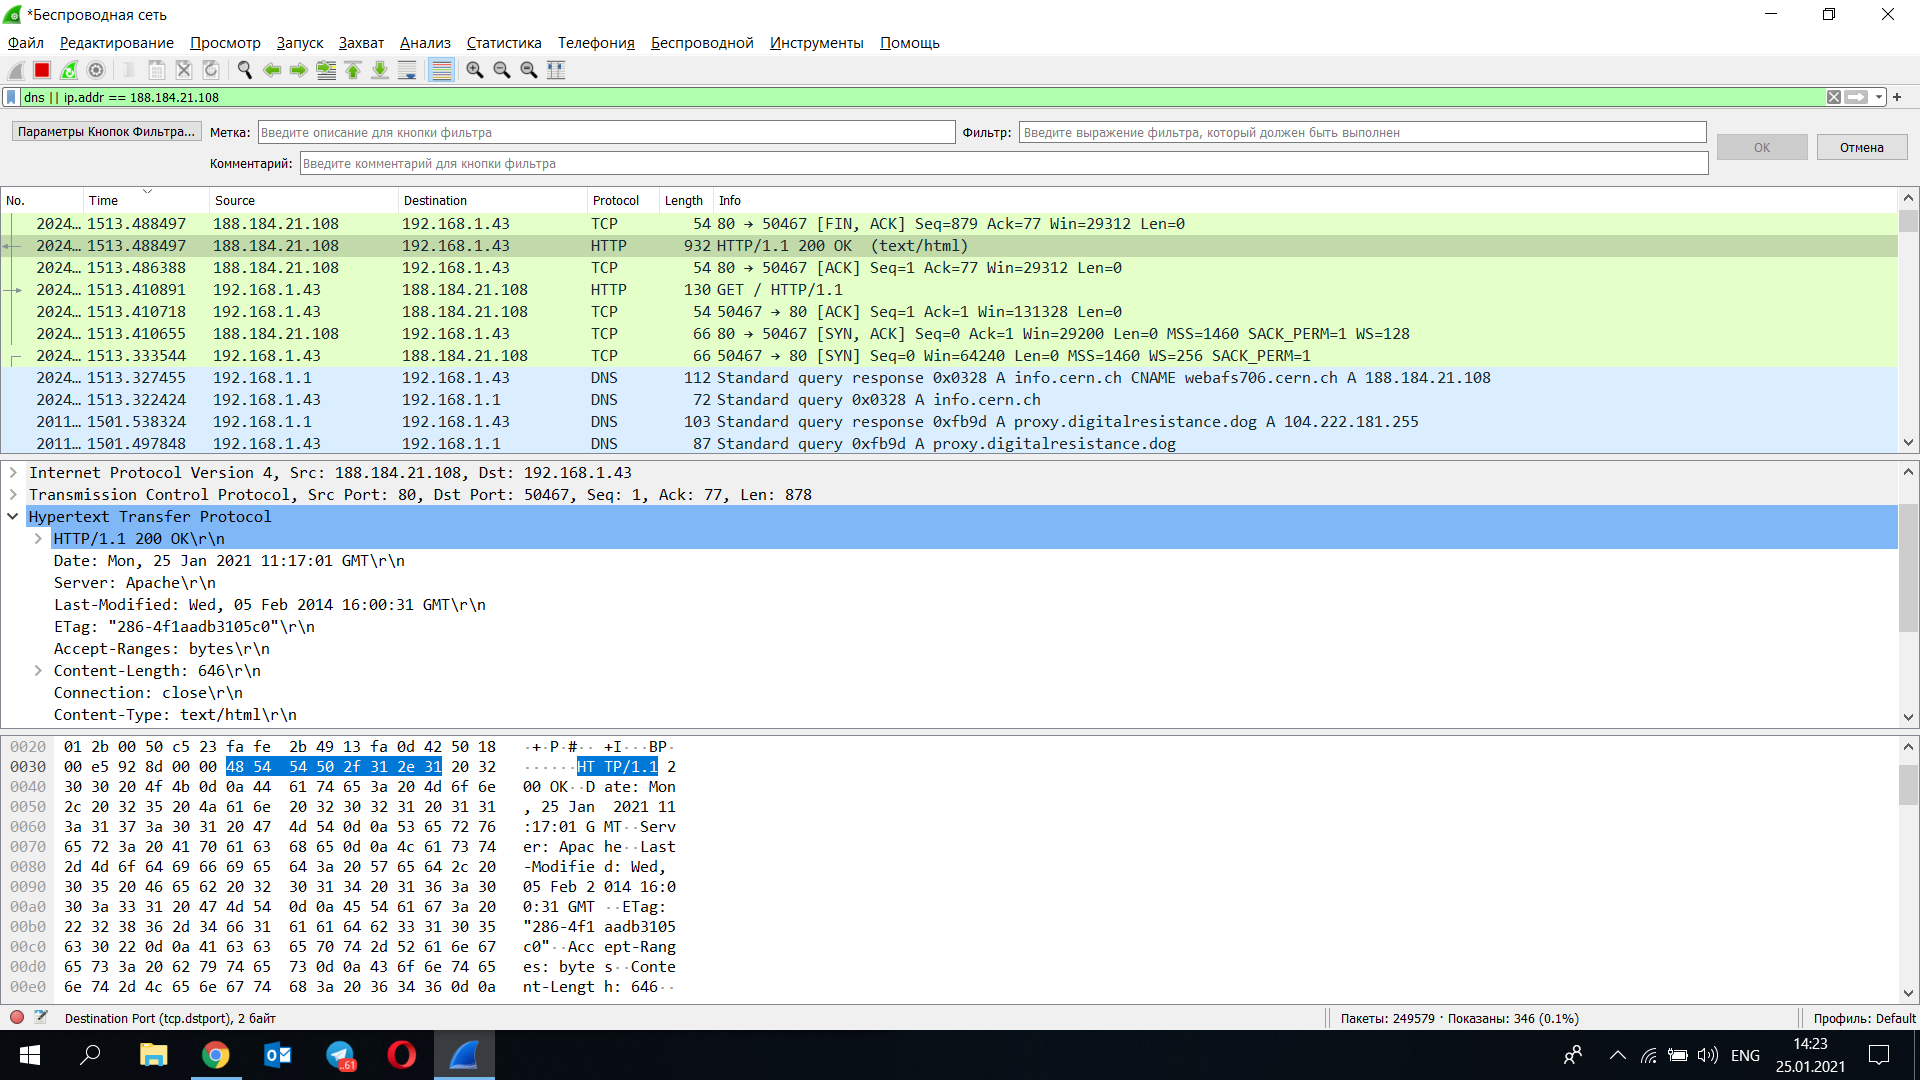 *Беспроводная сеть
Файл Редактирование Просмотр Запуск Захват Анализ Статистика Телефония Беспроводной Инструменты Помощь
dns || ip.addr == 188.184.21.108
Параметры Кнопок Фильтра... Метка: Введите описание для кнопки фильтра Фильтр: Введите выражение фильтра, который должен быть выполнен
OK Отмена
Комментарий: Введите комментарий для кнопки фильтра
No. Time Source Destination Protocol Length Info
2024… 1513.488497 188.184.21.108 192.168.1.43 TCP 54 80 → 50467 [FIN, ACK] Seq=879 Ack=77 Win=29312 Len=0
2024… 1513.488497 188.184.21.108 192.168.1.43 HTTP 932 HTTP/1.1 200 OK  (text/html)
2024… 1513.486388 188.184.21.108 192.168.1.43 TCP 54 80 → 50467 [ACK] Seq=1 Ack=77 Win=29312 Len=0
2024… 1513.410891 192.168.1.43 188.184.21.108 HTTP 130 GET / HTTP/1.1
2024… 1513.410718 192.168.1.43 188.184.21.108 TCP 54 50467 → 80 [ACK] Seq=1 Ack=1 Win=131328 Len=0
2024… 1513.410655 188.184.21.108 192.168.1.43 TCP 66 80 → 50467 [SYN, ACK] Seq=0 Ack=1 Win=29200 Len=0 MSS=1460 SACK_PERM=1 WS=128
2024… 1513.333544 192.168.1.43 188.184.21.108 TCP 66 50467 → 80 [SYN] Seq=0 Win=64240 Len=0 MSS=1460 WS=256 SACK_PERM=1
2024… 1513.327455 192.168.1.1 192.168.1.43 DNS 112 Standard query response 0x0328 A info.cern.ch CNAME webafs706.cern.ch A 188.184.21.108
2024… 1513.322424 192.168.1.43 192.168.1.1 DNS 72 Standard query 0x0328 A info.cern.ch
2011… 1501.538324 192.168.1.1 192.168.1.43 DNS 103 Standard query response 0xfb9d A proxy.digitalresistance.dog A 104.222.181.255
2011… 1501.497848 192.168.1.43 192.168.1.1 DNS 87 Standard query 0xfb9d A proxy.digitalresistance.dog
Internet Protocol Version 4, Src: 188.184.21.108, Dst: 192.168.1.43
Transmission Control Protocol, Src Port: 80, Dst Port: 50467, Seq: 1, Ack: 77, Len: 878
Hypertext Transfer Protocol
HTTP/1.1 200 OK\r\n
Date: Mon, 25 Jan 2021 11:17:01 GMT\r\n
Server: Apache\r\n
Last-Modified: Wed, 05 Feb 2014 16:00:31 GMT\r\n
ETag: "286-4f1aadb3105c0"\r\n
Accept-Ranges: bytes\r\n
Content-Length: 646\r\n
Connection: close\r\n
Content-Type: text/html\r\n
0020 01 2b 00 50 c5 23 fa fe 2b 49 13 fa 0d 42 50 18 ·+·P·#·· +I···BP·
0030 00 e5 92 8d 00 00 48 54 54 50 2f 31 2e 31 20 32 ······HT TP/1.1 2
0040 30 30 20 4f 4b 0d 0a 44 61 74 65 3a 20 4d 6f 6e 00 OK··D ate: Mon
0050 2c 20 32 35 20 4a 61 6e 20 32 30 32 31 20 31 31 , 25 Jan  2021 11
0060 3a 31 37 3a 30 31 20 47 4d 54 0d 0a 53 65 72 76 :17:01 G MT··Serv
0070 65 72 3a 20 41 70 61 63 68 65 0d 0a 4c 61 73 74 er: Apac he··Last
0080 2d 4d 6f 64 69 66 69 65 64 3a 20 57 65 64 2c 20 -Modifie d: Wed,
0090 30 35 20 46 65 62 20 32 30 31 34 20 31 36 3a 30 05 Feb 2 014 16:0
00a0 30 3a 33 31 20 47 4d 54 0d 0a 45 54 61 67 3a 20 0:31 GMT ··ETag:
00b0 22 32 38 36 2d 34 66 31 61 61 64 62 33 31 30 35 "286-4f1 aadb3105
00c0 63 30 22 0d 0a 41 63 63 65 70 74 2d 52 61 6e 67 c0"··Acc ept-Rang
00d0 65 73 3a 20 62 79 74 65 73 0d 0a 43 6f 6e 74 65 es: byte s··Conte
00e0 6e 74 2d 4c 65 6e 67 74 68 3a 20 36 34 36 0d 0a nt-Lengt h: 646··
Destination Port (tcp.dstport), 2 байт Пакеты: 249579 · Показаны: 346 (0.1%) Профиль: Default
61 ENG 14:23
25.01.2021